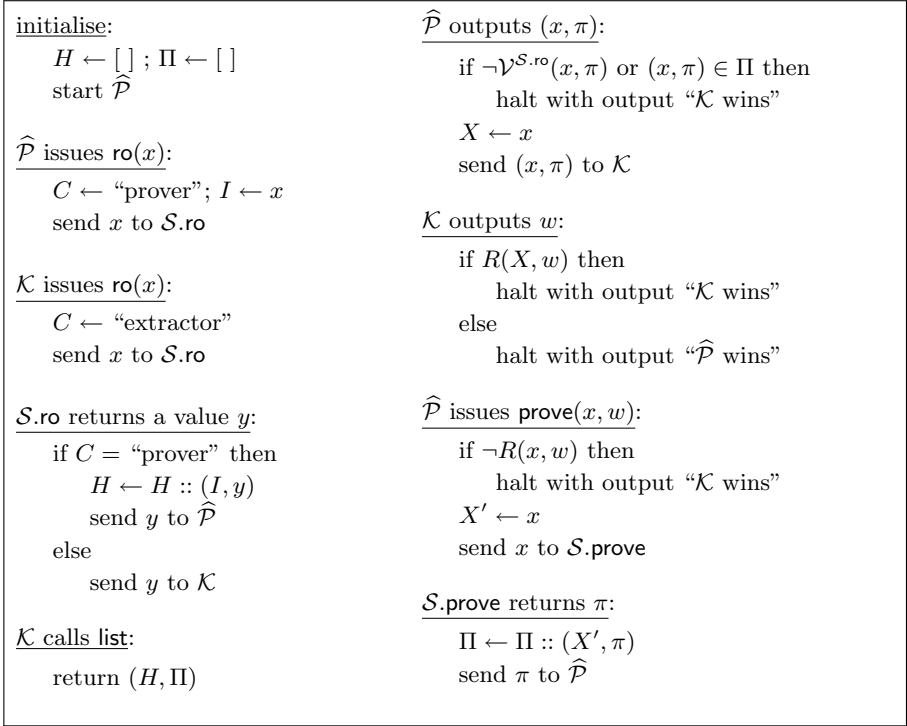 initialise:
H ← [ ] ; Π ← [ ]
start P̂
P̂ issues ro(x):
C ← “prover”; I ← x
send x to S.ro
K issues ro(x):
C ← “extractor”
send x to S.ro
S.ro returns a value y:
if C = “prover” then
H ← H :: (I, y)
send y to P̂
else
send y to K
K calls list:
return (H, Π)
P̂ outputs (x, π):
if ¬V^{S.ro}(x, π) or (x, π) ∈ Π then
halt with output “K wins”
X ← x
send (x, π) to K
K outputs w:
if R(X, w) then
halt with output “K wins”
else
halt with output “P̂ wins”
P̂ issues prove(x, w):
if ¬R(x, w) then
halt with output “K wins”
X′ ← x
send x to S.prove
S.prove returns π:
Π ← Π :: (X′, π)
send π to P̂